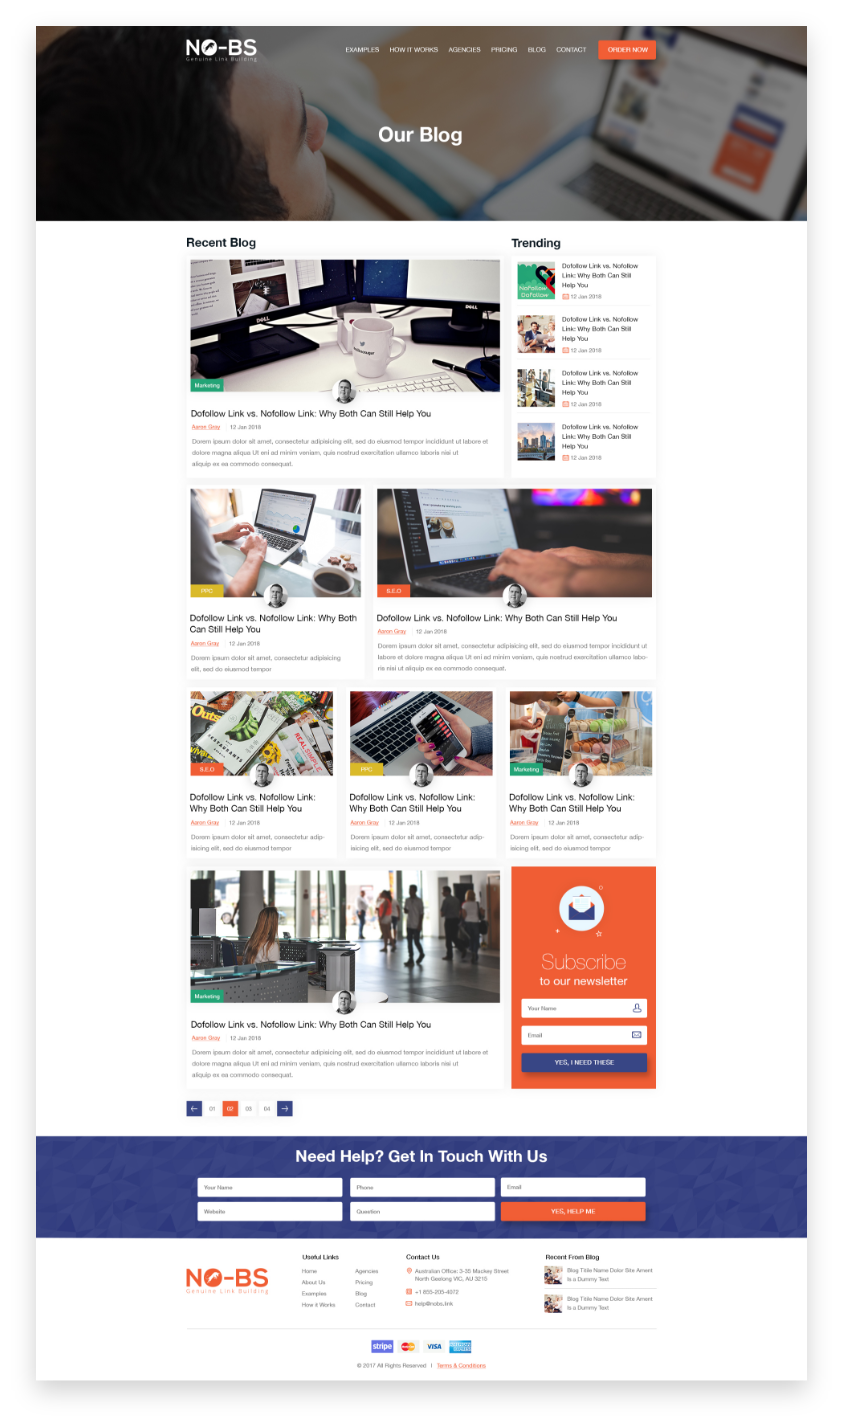 NO-BS
Genuine Link Building
EXAMPLES HOW IT WORKS AGENCIES PRICING BLOG CONTACT ORDER NOW
Our Blog
Recent Blog
DELL
DELL
Marketing
Dofollow Link vs. Nofollow Link: Why Both Can Still Help You
Aaron Gray 12 Jan 2018
Dorem ipsum dolor sit amet, consectetur adipisicing elit, sed do eiusmod tempor incididunt ut labore et
dolore magna aliqua Ut eni ad minim veniam, quis nostrud exercitation ullamco laboris nisi ut
aliquip ex ea commodo consequat.
Trending
Nofollow
DoFollow
Dofollow Link vs. Nofollow
Link: Why Both Can Still
Help You
12 Jan 2018
Dofollow Link vs. Nofollow
Link: Why Both Can Still
Help You
12 Jan 2018
Dofollow Link vs. Nofollow
Link: Why Both Can Still
Help You
12 Jan 2018
Dofollow Link vs. Nofollow
Link: Why Both Can Still
Help You
12 Jan 2018
PPC
Dofollow Link vs. Nofollow Link: Why Both
Can Still Help You
Aaron Gray 12 Jan 2018
Dorem ipsum dolor sit amet, consectetur adipisicing
elit, sed do eiusmod tempor
S.E.O
Dofollow Link vs. Nofollow Link: Why Both Can Still Help You
Aaron Gray 12 Jan 2018
Dorem ipsum dolor sit amet, consectetur adipisicing elit, sed do eiusmod tempor incididunt ut
labore et dolore magna aliqua Ut eni ad minim veniam, quis nostrud exercitation ullamco labo-
ris nisi ut aliquip ex ea commodo consequat.
Outs
RESTAURANTS
REAL SIMPLE
S.E.O
Dofollow Link vs. Nofollow Link:
Why Both Can Still Help You
Aaron Gray 12 Jan 2018
Dorem ipsum dolor sit amet, consectetur adip-
isicing elit, sed do eiusmod tempor
PPC
Dofollow Link vs. Nofollow Link:
Why Both Can Still Help You
Aaron Gray 12 Jan 2018
Dorem ipsum dolor sit amet, consectetur adip-
isicing elit, sed do eiusmod tempor
Marketing
Dofollow Link vs. Nofollow Link:
Why Both Can Still Help You
Aaron Gray 12 Jan 2018
Dorem ipsum dolor sit amet, consectetur adip-
isicing elit, sed do eiusmod tempor
Marketing
Dofollow Link vs. Nofollow Link: Why Both Can Still Help You
Aaron Gray 12 Jan 2018
Dorem ipsum dolor sit amet, consectetur adipisicing elit, sed do eiusmod tempor incididunt ut labore et
dolore magna aliqua Ut eni ad minim veniam, quis nostrud exercitation ullamco laboris nisi ut
aliquip ex ea commodo consequat.
Subscribe
to our newsletter
Your Name
Email
YES, I NEED THESE
01 02 03 04
Need Help? Get In Touch With Us
Your Name Phone Email
Website Question YES, HELP ME
NO-BS
Genuine Link Building
Useful Links
Home Agencies
About Us Pricing
Examples Blog
How it Works Contact
Contact Us
Australian Office: 3-35 Mackey Street
North Geelong VIC, AU 3215
+1 855-205-4972
help@nobs.link
Recent From Blog
Blog Title Name Dolor Site Ament
Is a Dummy Text
Blog Title Name Dolor Site Ament
Is a Dummy Text
stripe MasterCard VISA
© 2017 All Rights Reserved | Terms & Conditions